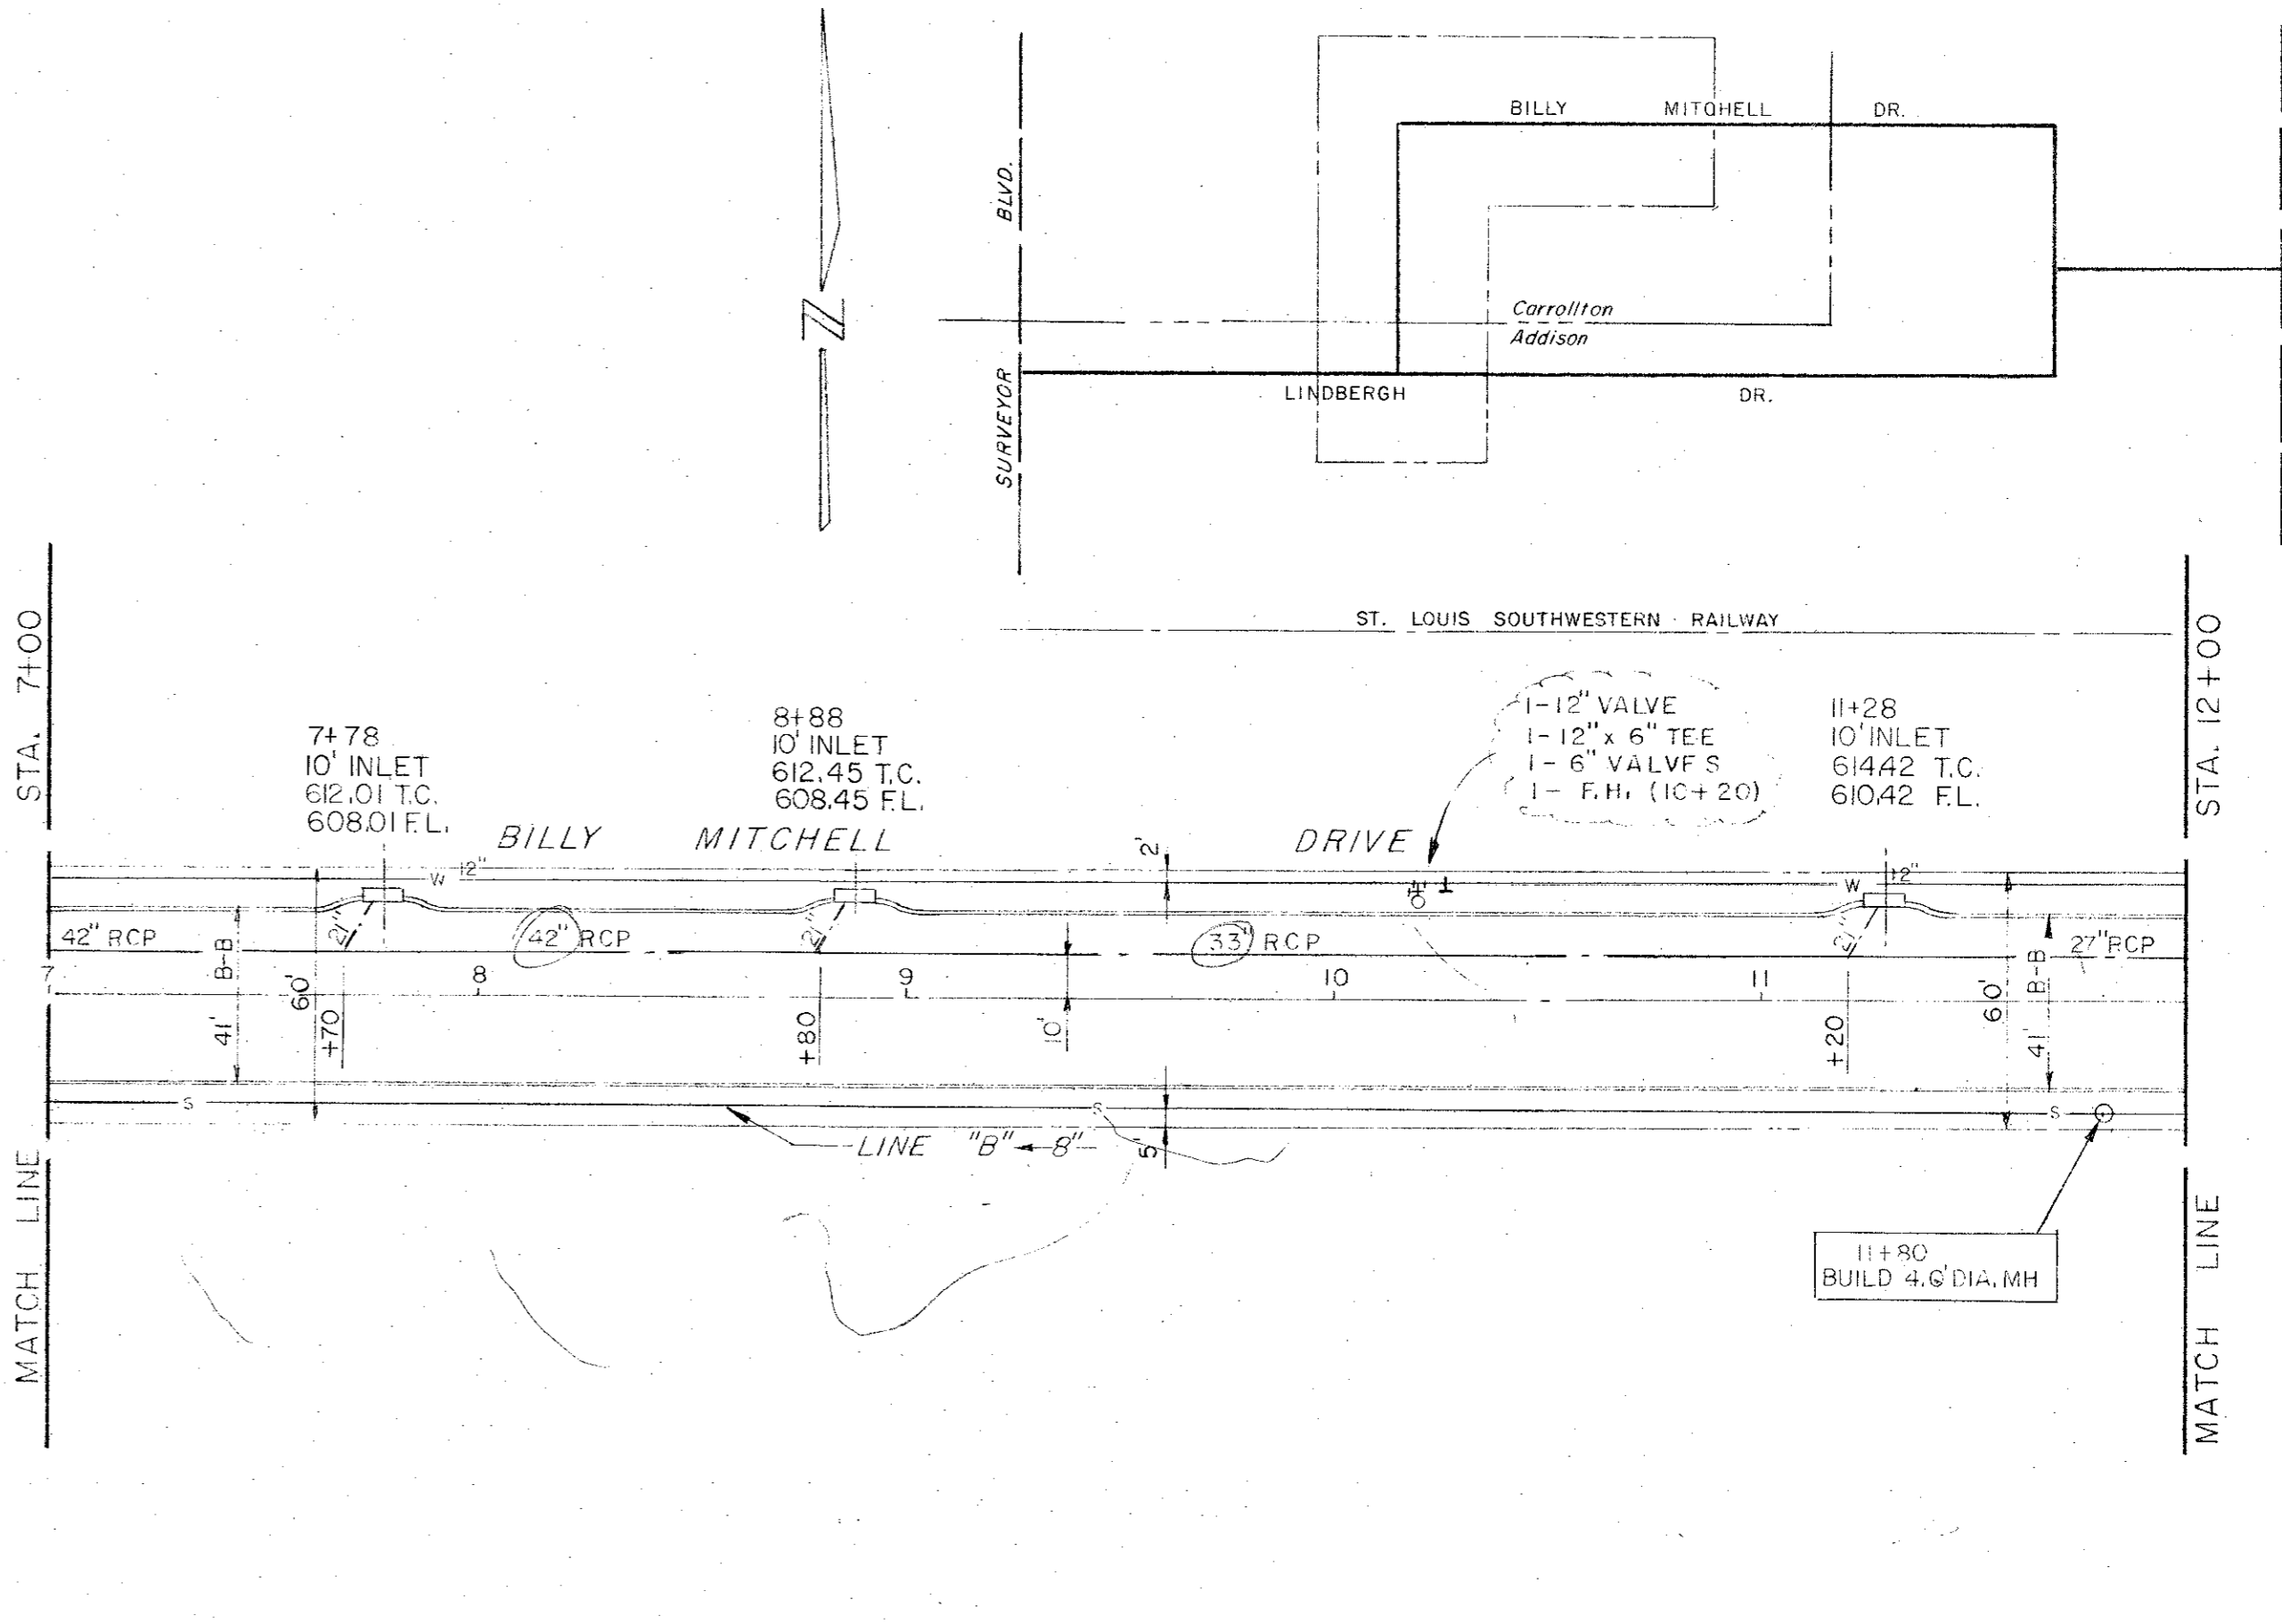 BILLY MITCHELL DR.
SURVEYOR BLVD.
Carrollton
Addison
LINDBERGH DR.
N
ST. LOUIS SOUTHWESTERN RAILWAY
STA. 7+00
STA. 12+00
7+78
10' INLET
612.01 T.C.
608.01 F.L.
8+88
10' INLET
612.45 T.C.
608.45 F.L.
1-12" VALVE
1-12" x 6" TEE
1- 6" VALVES
1- F.H. (10+20)
11+28
10' INLET
614.42 T.C.
610.42 F.L.
BILLY MITCHELL DRIVE
2'
W 12"
W 12"
21"
21"
21"
42" RCP
42" RCP
33" RCP
27" RCP
7
8
9
10
11
41' B-B
60'
+70
+80
10'
+20
60'
41' B-B
S
S
S
LINE "B" 8"
5'
11+80
BUILD 4.0' DIA. MH
MATCH LINE
MATCH LINE